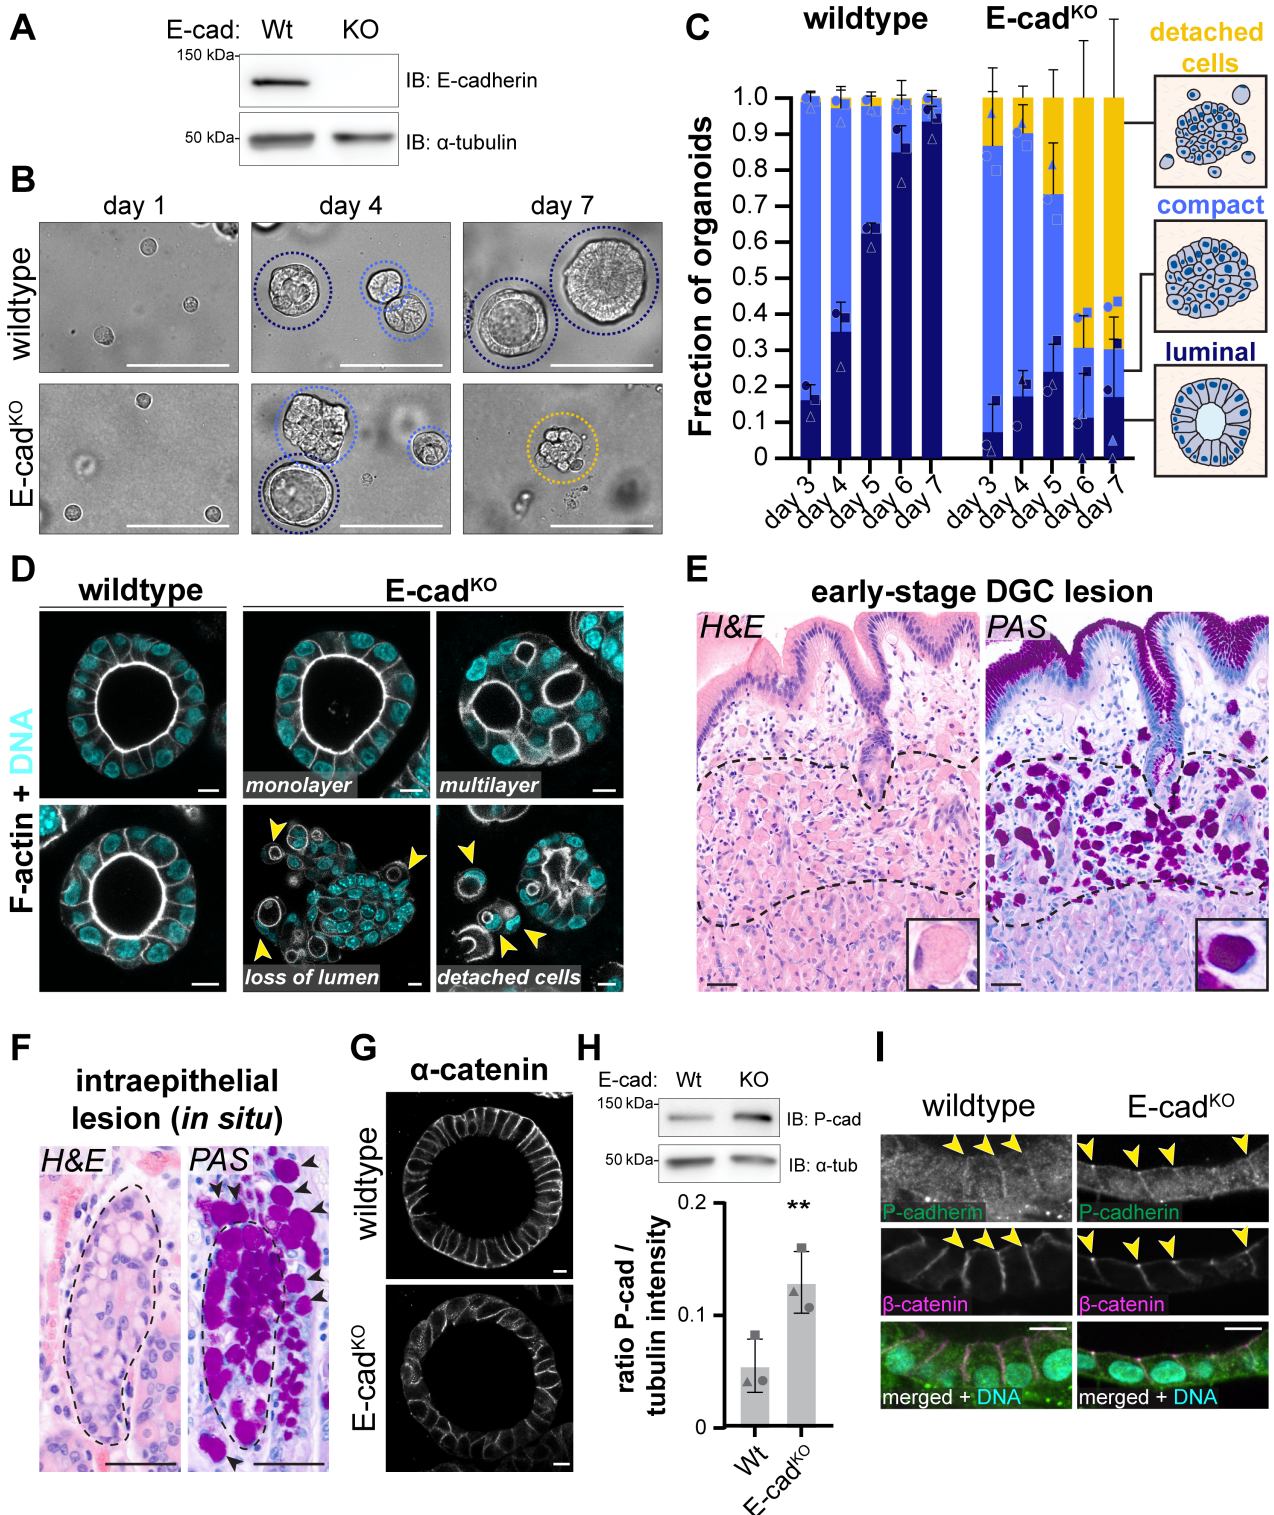 A
E-cad: Wt KO
150 kDa-
IB: E-cadherin
50 kDa-
IB: α-tubulin
B
day 1 day 4 day 7
wildtype
E-cadKO
C
wildtype E-cadKO
Fraction of organoids
1.0
0.9
0.8
0.7
0.6
0.5
0.4
0.3
0.2
0.1
0
day 3 day 4 day 5 day 6 day 7
day 3 day 4 day 5 day 6 day 7
detached
cells
compact
luminal
D
wildtype E-cadKO
F-actin + DNA
monolayer multilayer
loss of lumen detached cells
E
early-stage DGC lesion
H&E PAS
F
intraepithelial
lesion (in situ)
H&E PAS
G
α-catenin
wildtype
E-cadKO
H
E-cad: Wt KO
150 kDa-
IB: P-cad
50 kDa-
IB: α-tub
ratio P-cad /
tubulin intensity
0.2
0.1
0
**
Wt
E-cadKO
I
wildtype E-cadKO
P-cadherin P-cadherin
β-catenin β-catenin
merged + DNA merged + DNA